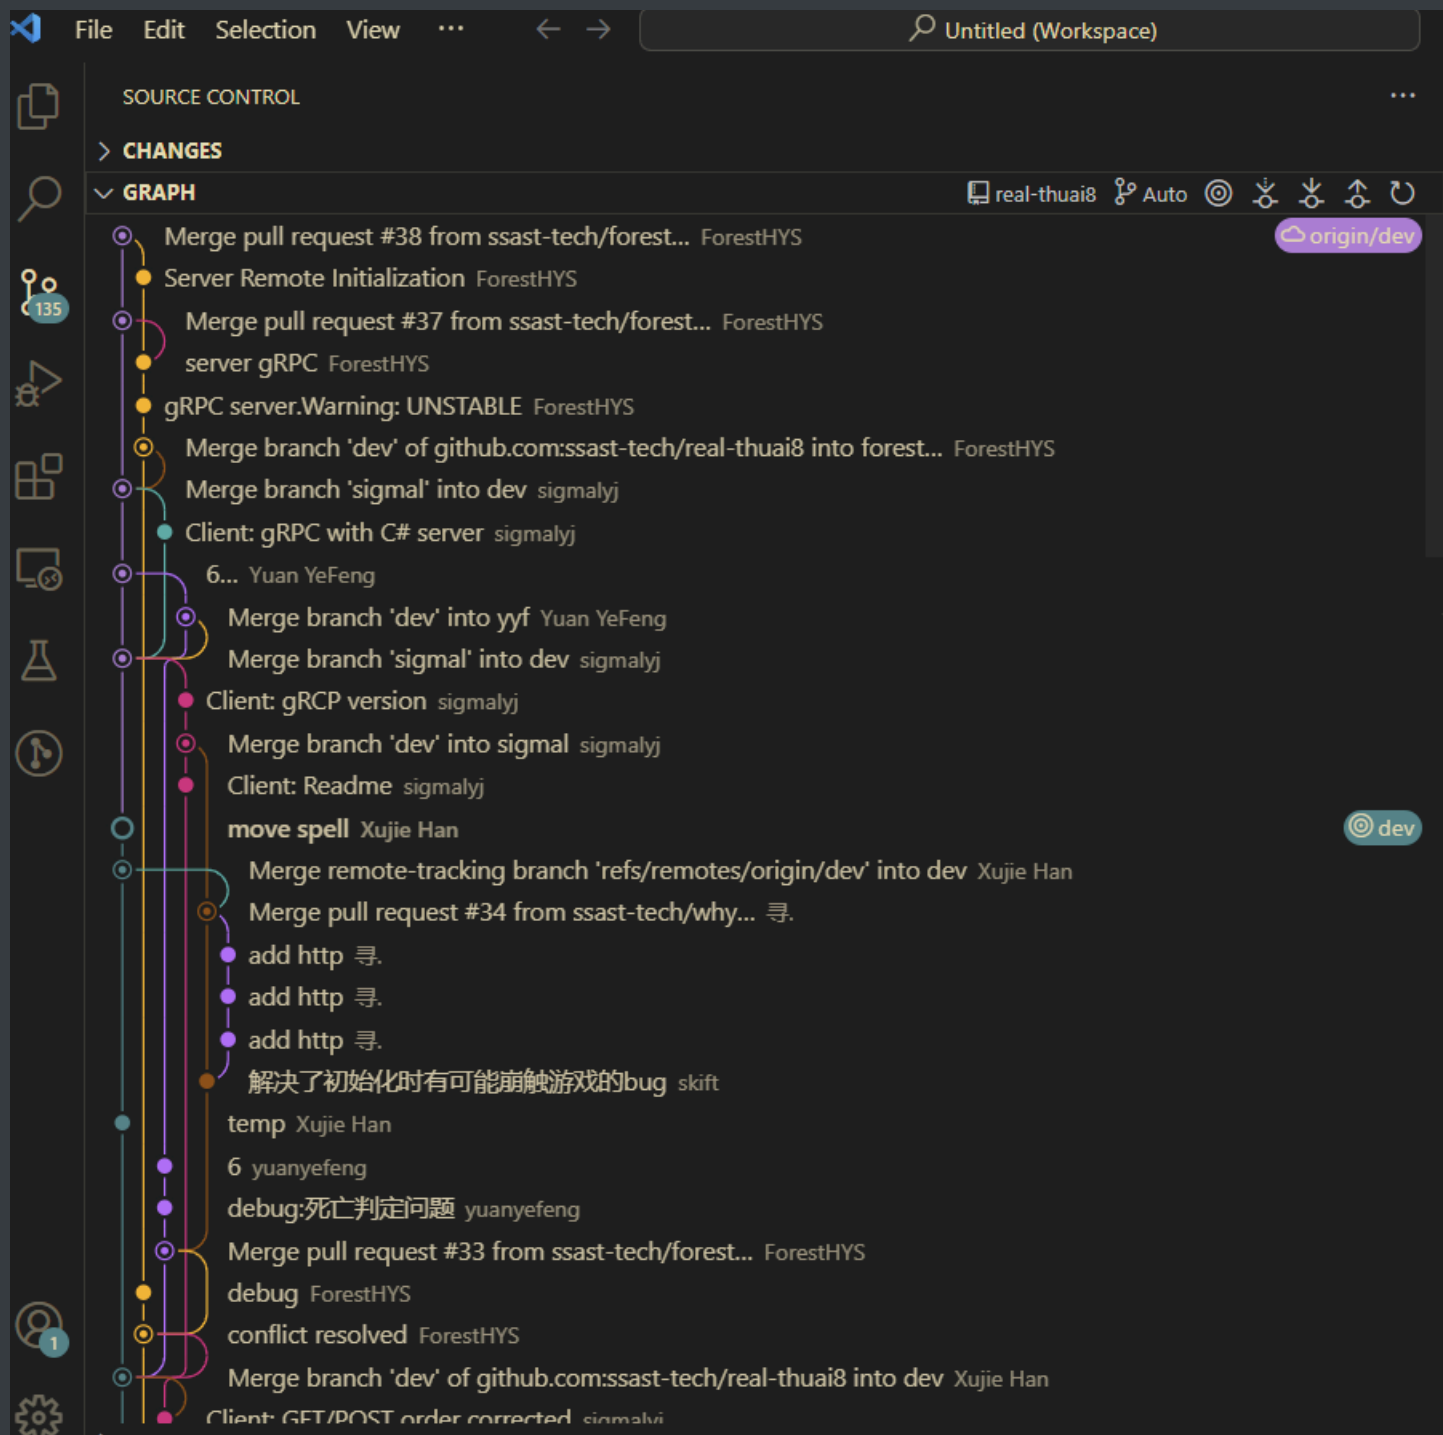 File Edit Selection View ··· Untitled (Workspace)
SOURCE CONTROL
CHANGES
GRAPH real-thuai8 Auto
Merge pull request #38 from ssast-tech/forest... ForestHYS origin/dev
Server Remote Initialization ForestHYS
Merge pull request #37 from ssast-tech/forest... ForestHYS
135
server gRPC ForestHYS
gRPC server.Warning: UNSTABLE ForestHYS
Merge branch 'dev' of github.com:ssast-tech/real-thuai8 into forest... ForestHYS
Merge branch 'sigmal' into dev sigmalyj
Client: gRPC with C# server sigmalyj
6... Yuan YeFeng
Merge branch 'dev' into yyf Yuan YeFeng
Merge branch 'sigmal' into dev sigmalyj
Client: gRCP version sigmalyj
Merge branch 'dev' into sigmal sigmalyj
Client: Readme sigmalyj
move spell Xujie Han dev
Merge remote-tracking branch 'refs/remotes/origin/dev' into dev Xujie Han
Merge pull request #34 from ssast-tech/why... 寻.
add http 寻.
add http 寻.
add http 寻.
解决了初始化时有可能崩触游戏的bug skift
temp Xujie Han
6 yuanyefeng
debug:死亡判定问题 yuanyefeng
Merge pull request #33 from ssast-tech/forest... ForestHYS
debug ForestHYS
conflict resolved ForestHYS
1
Merge branch 'dev' of github.com:ssast-tech/real-thuai8 into dev Xujie Han
Client: GET/POST order corrected sigmalyj